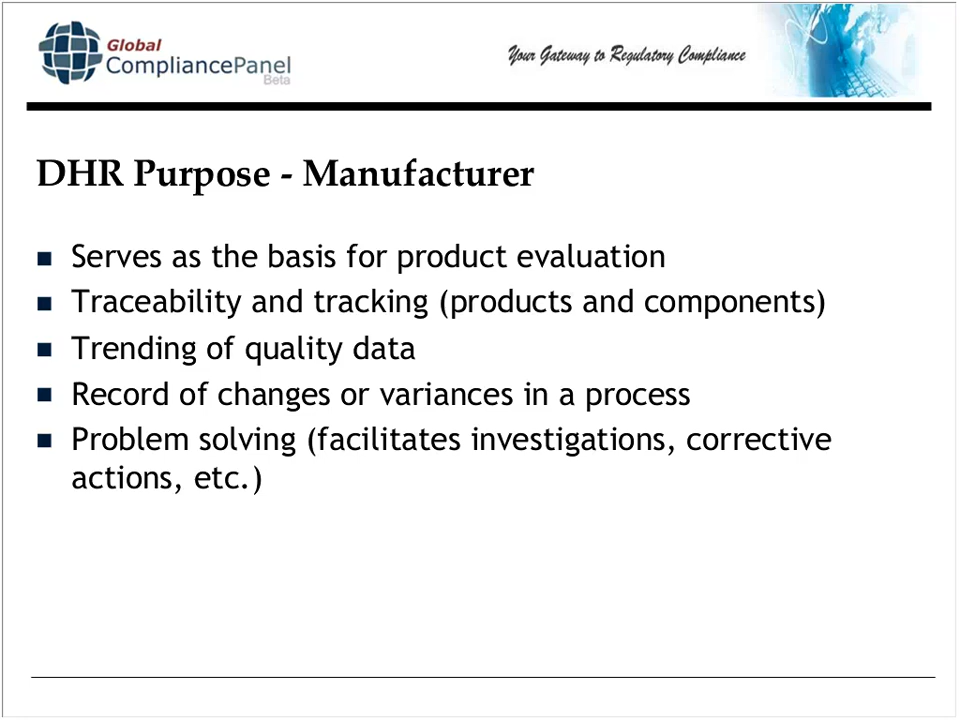 Global
CompliancePanel
Beta
Your Gateway to Regulatory Compliance
DHR Purpose - Manufacturer
Serves as the basis for product evaluation
Traceability and tracking (products and components)
Trending of quality data
Record of changes or variances in a process
Problem solving (facilitates investigations, corrective
actions, etc.)